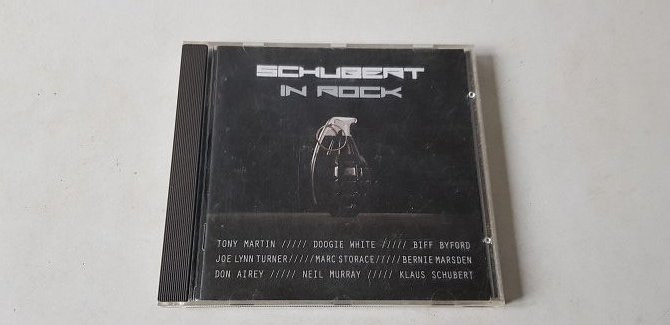 SCHUBERT
IN ROCK
TONY MARTIN ///// DOOGIE WHITE ///// BIFF BYFORD
JOE LYNN TURNER/////MARC STORACE/////BERNIE MARSDEN
DON AIREY ///// NEIL MURRAY ///// KLAUS SCHUBERT